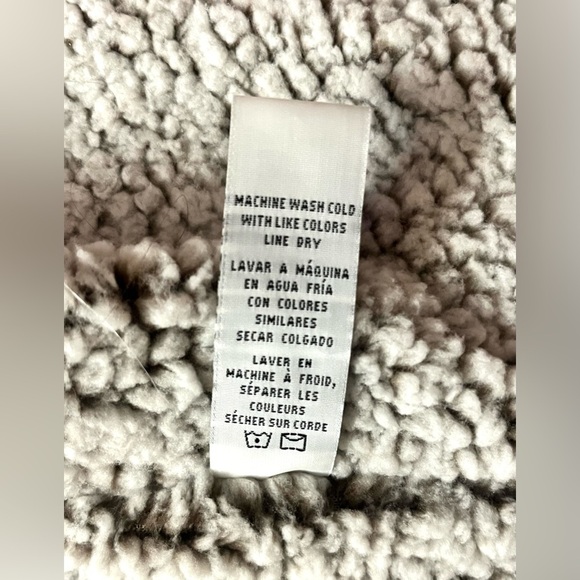 MACHINE WASH COLD
WITH LIKE COLORS
LINE DRY
LAVAR A MÁQUINA
EN AGUA FRÍA
CON COLORES
SIMILARES
SECAR COLGADO
LAVER EN
MACHINE À FROID,
SÉPARER LES
COULEURS
SÉCHER SUR CORDE